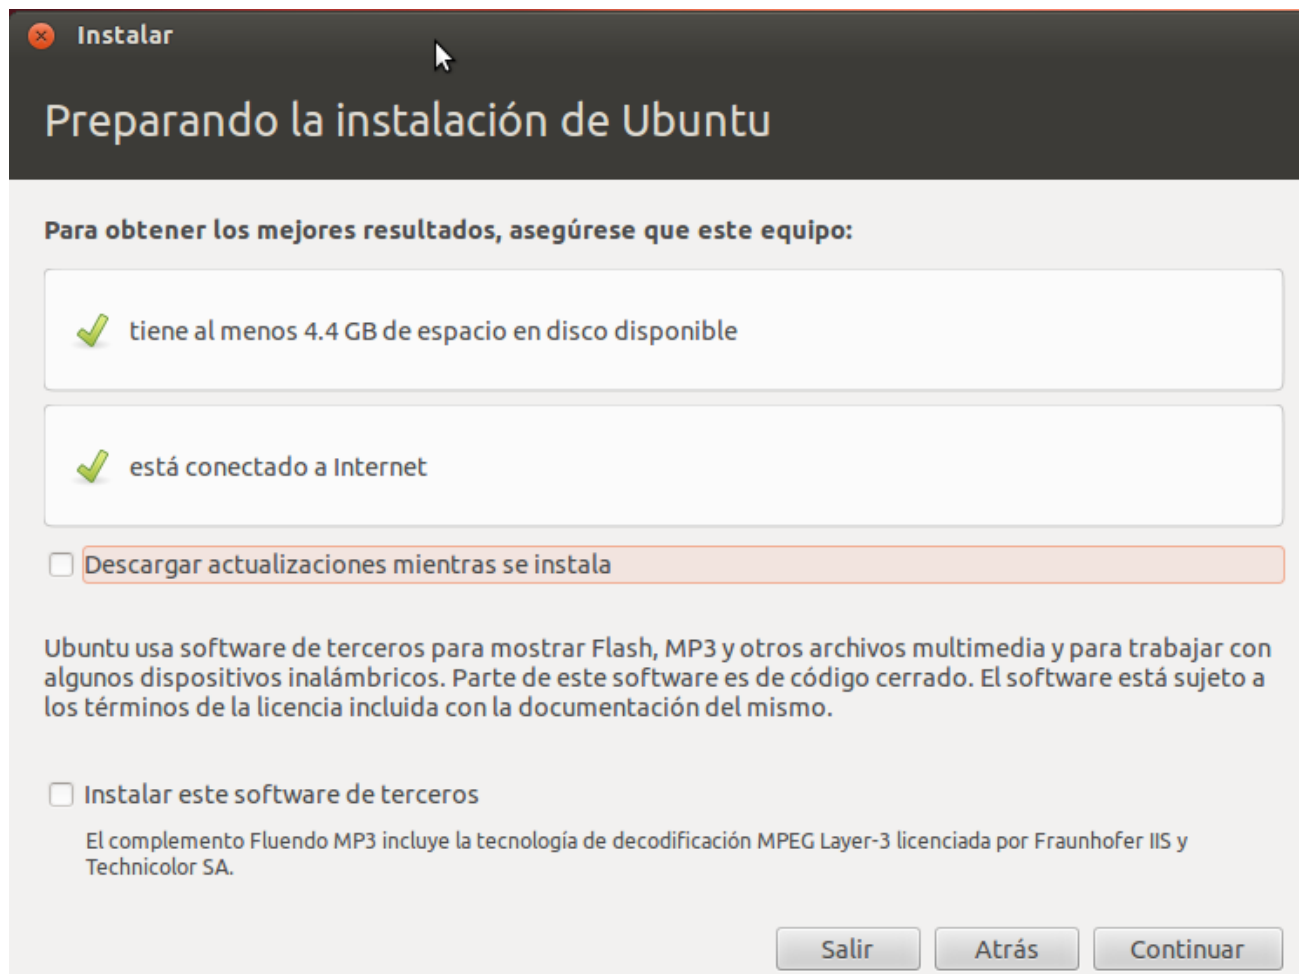 Instalar
Preparando la instalación de Ubuntu
Para obtener los mejores resultados, asegúrese que este equipo:
tiene al menos 4.4 GB de espacio en disco disponible
está conectado a Internet
Descargar actualizaciones mientras se instala
Ubuntu usa software de terceros para mostrar Flash, MP3 y otros archivos multimedia y para trabajar con
algunos dispositivos inalámbricos. Parte de este software es de código cerrado. El software está sujeto a
los términos de la licencia incluida con la documentación del mismo.
Instalar este software de terceros
El complemento Fluendo MP3 incluye la tecnología de decodificación MPEG Layer-3 licenciada por Fraunhofer IIS y
Technicolor SA.
Salir Atrás Continuar